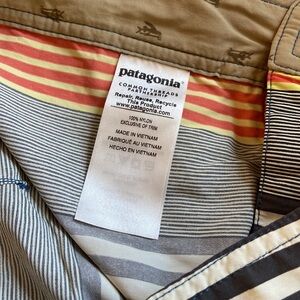 patagonia®
COMMON THREADS
PARTNERSHIP
Repair, Reuse, Recycle
This Product
www.patagonia.com
100% NYLON
EXCLUSIVE OF TRIM
MADE IN VIETNAM
FABRIQUÉ AU VIETNAM
HECHO EN VIETNAM